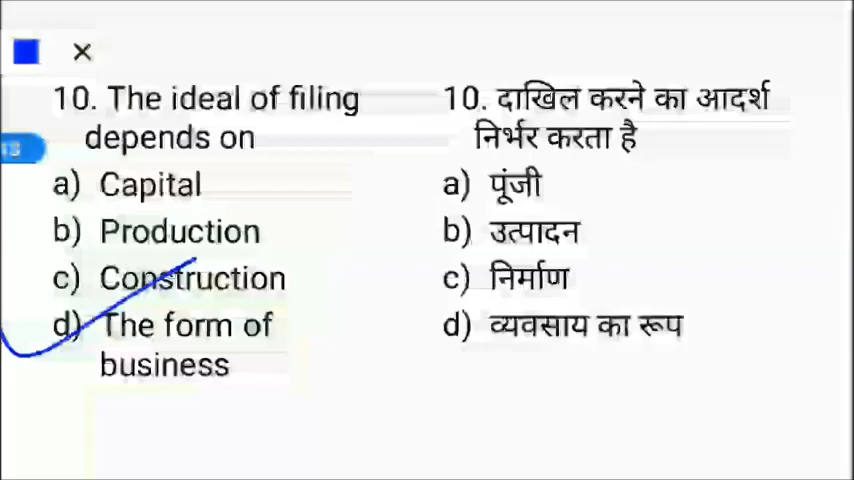 10. The ideal of filing
depends on
a) Capital
b) Production
c) Construction
d) The form of
business
10. दाखिल करने का आदर्श
निर्भर करता है
a) पूंजी
b) उत्पादन
c) निर्माण
d) व्यवसाय का रूप